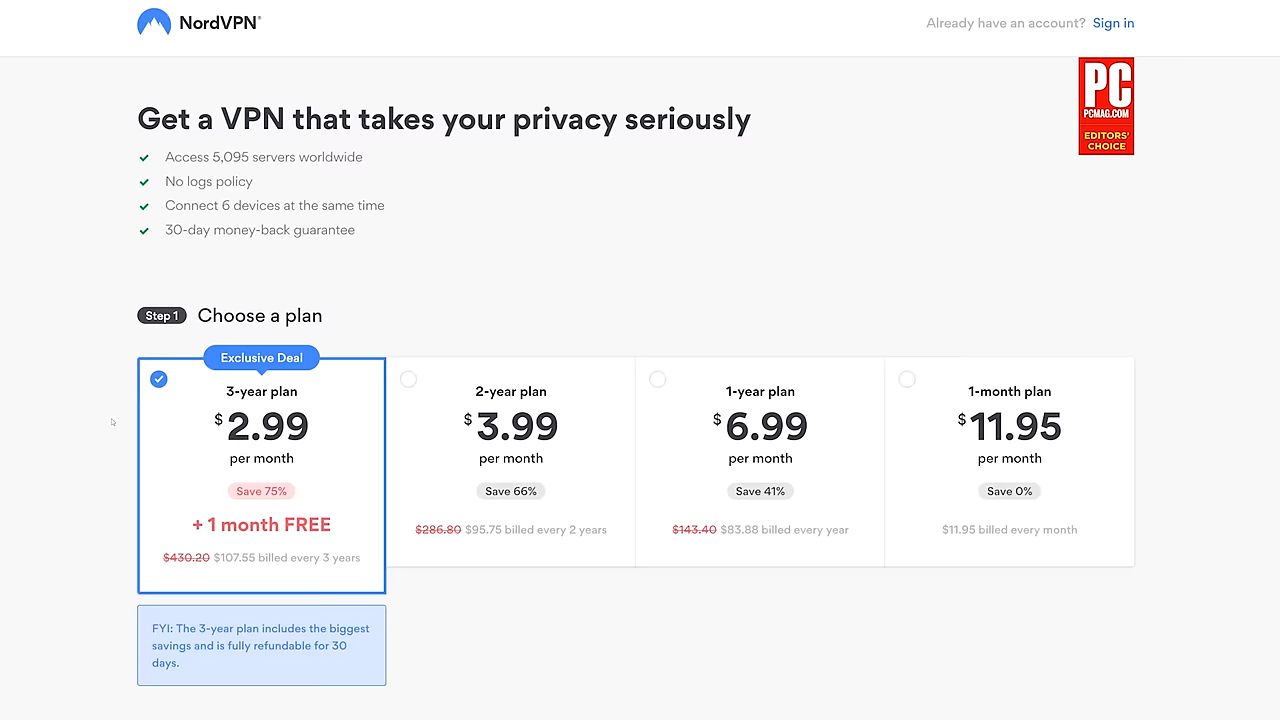 NordVPN®
Already have an account? Sign in
PC
PCMAG.COM
EDITORS'
CHOICE
Get a VPN that takes your privacy seriously
Access 5,095 servers worldwide
No logs policy
Connect 6 devices at the same time
30-day money-back guarantee
Step 1 Choose a plan
Exclusive Deal
3-year plan
$2.99
per month
Save 75%
+ 1 month FREE
$430.20 $107.55 billed every 3 years
2-year plan
$3.99
per month
Save 66%
$286.80 $95.75 billed every 2 years
1-year plan
$6.99
per month
Save 41%
$143.40 $83.88 billed every year
1-month plan
$11.95
per month
Save 0%
$11.95 billed every month
FYI: The 3-year plan includes the biggest
savings and is fully refundable for 30
days.